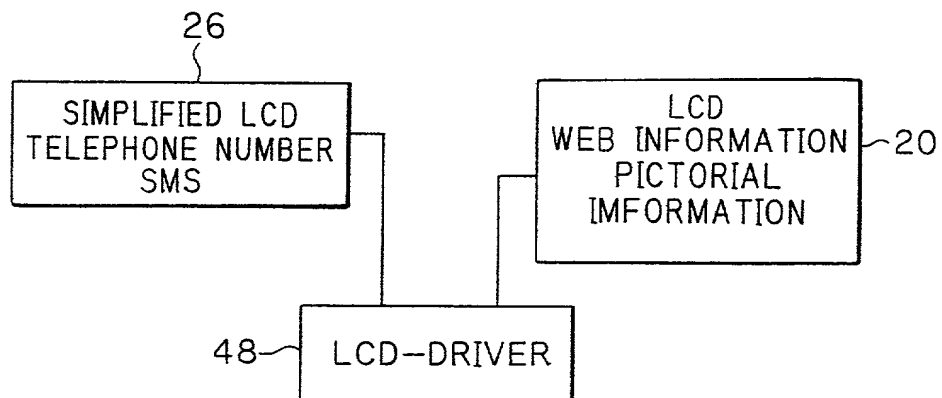 26
SIMPLIFIED LCD
TELEPHONE NUMBER
SMS
LCD
WEB INFORMATION
PICTORIAL
IMFORMATION
20
48
LCD-DRIVER